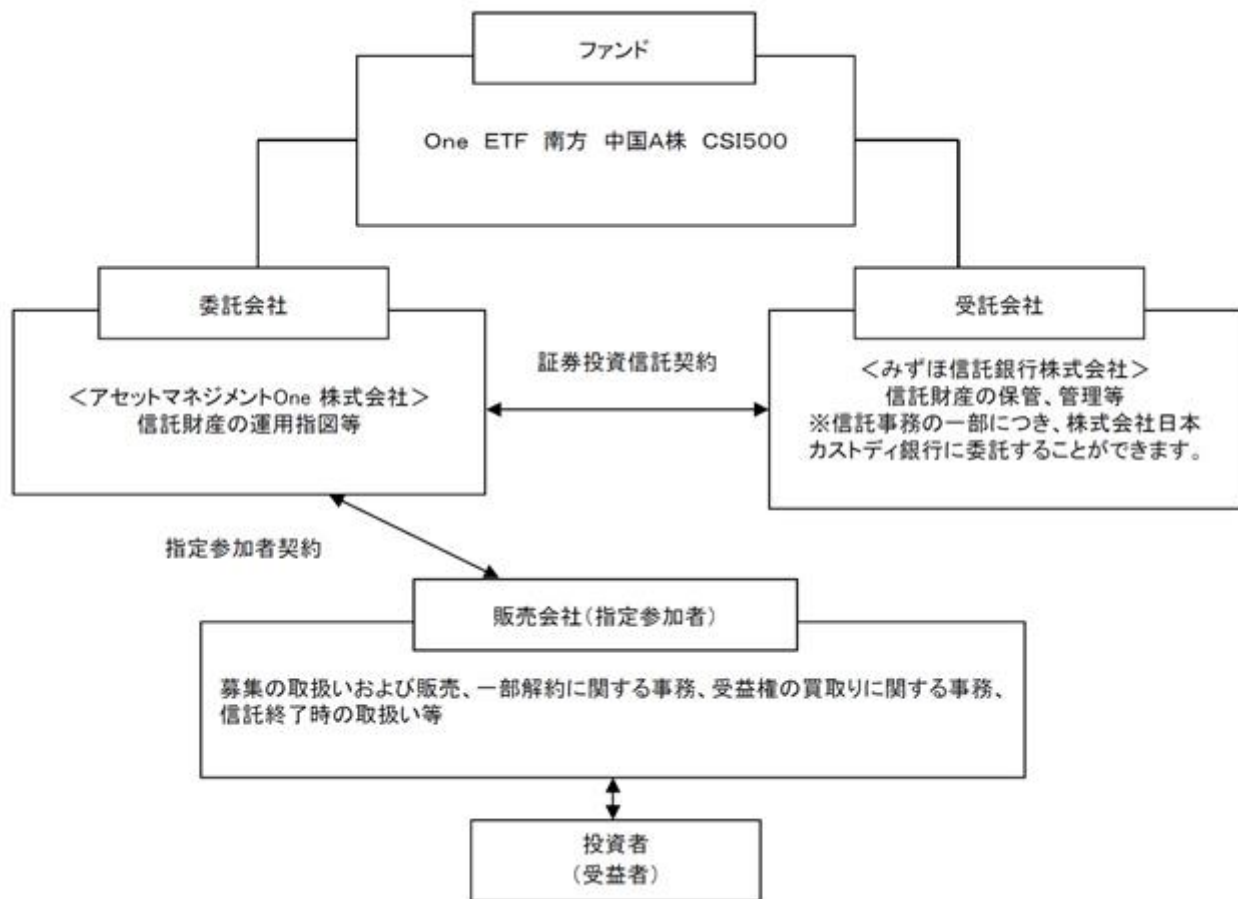 ファンド
One ETF 南方 中国A株 CSI500
委託会社
＜アセットマネジメントOne 株式会社＞
信託財産の運用指図等
証券投資信託契約
受託会社
＜みずほ信託銀行株式会社＞
信託財産の保管、管理等
※信託事務の一部につき、株式会社日本
カストディ銀行に委託することができます。
指定参加者契約
販売会社（指定参加者）
募集の取扱いおよび販売、一部解約に関する事務、受益権の買取りに関する事務、
信託終了時の取扱い等
投資者
（受益者）